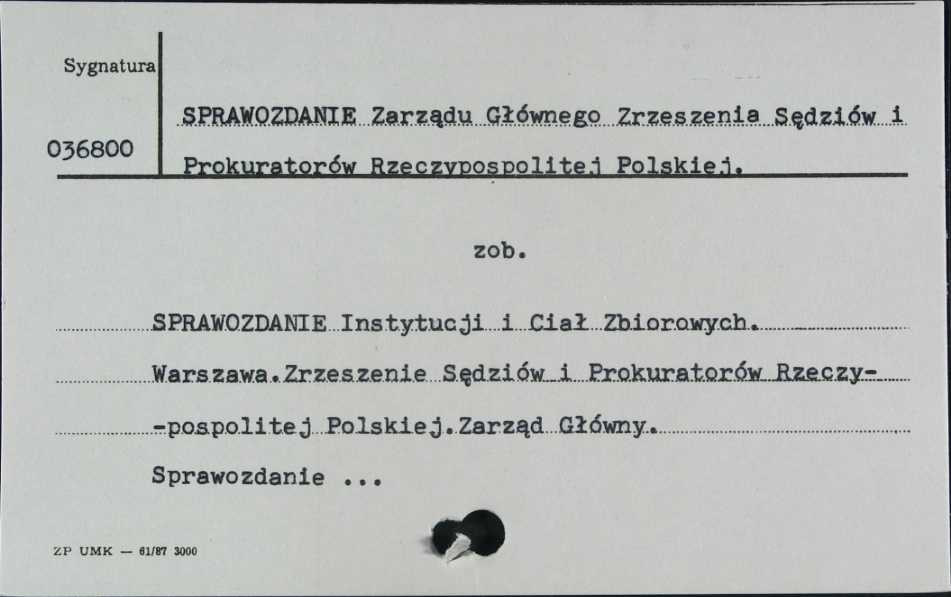 Sygnatura
SPRAWOZDANIE Zarządu Głównego Zrzeszenia Sędziów i
036800
Prokuratorów Rzeczypospolitej Polskiej.
zob.
SPRAWOZDANIE Instytucji i Ciał Zbiorowych.
Warszawa.Zrzeszenie Sędziów i Prokuratorów Rzeczy-
-pospolitej Polskiej.Zarząd Główny.
Sprawozdanie ...
ZP UMK — 61/87 3000